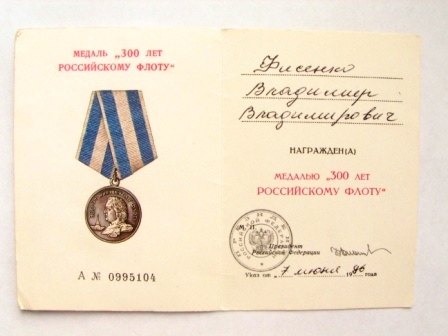 МЕДАЛЬ „300 ЛЕТ
РОССИЙСКОМУ ФЛОТУ“
А № 0995104
Фисенко
Владимир
Владимирович
НАГРАЖДЕН(А)
МЕДАЛЬЮ „300 ЛЕТ
РОССИЙСКОМУ ФЛОТУ“
М. П.
Президент
Российской Федерации
Указ от 7 июня 1996 года